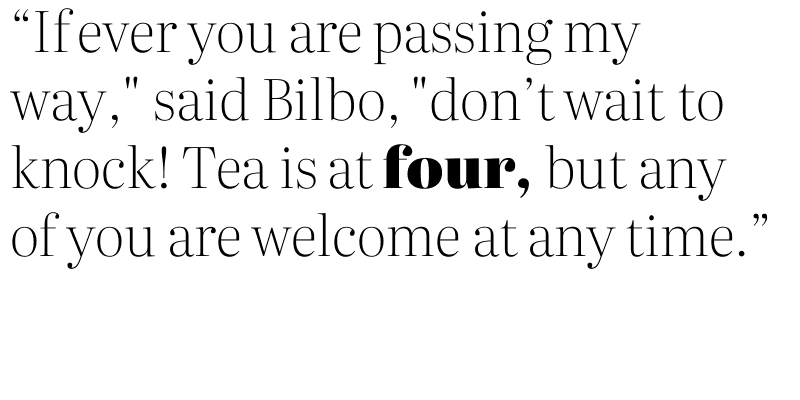 “If ever you are passing my
way," said Bilbo, "don’t wait to
knock! Tea is at four, but any
of you are welcome at any time.”